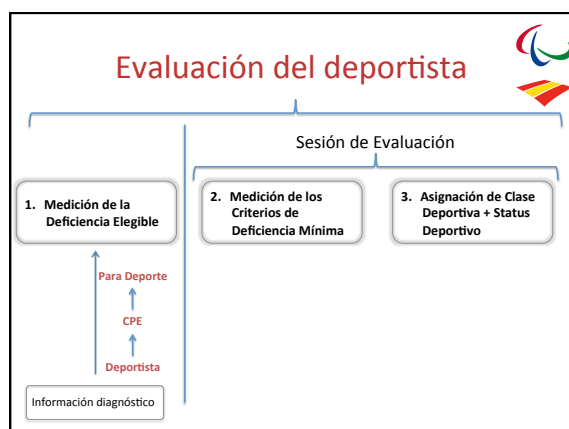 Evaluación del deportista
Sesión de Evaluación
1. Medición de la
Deficiencia Elegible
2. Medición de los
Criterios de
Deficiencia Mínima
3. Asignación de Clase
Deportiva + Status
Deportivo
Para Deporte
CPE
Deportista
Información diagnóstico